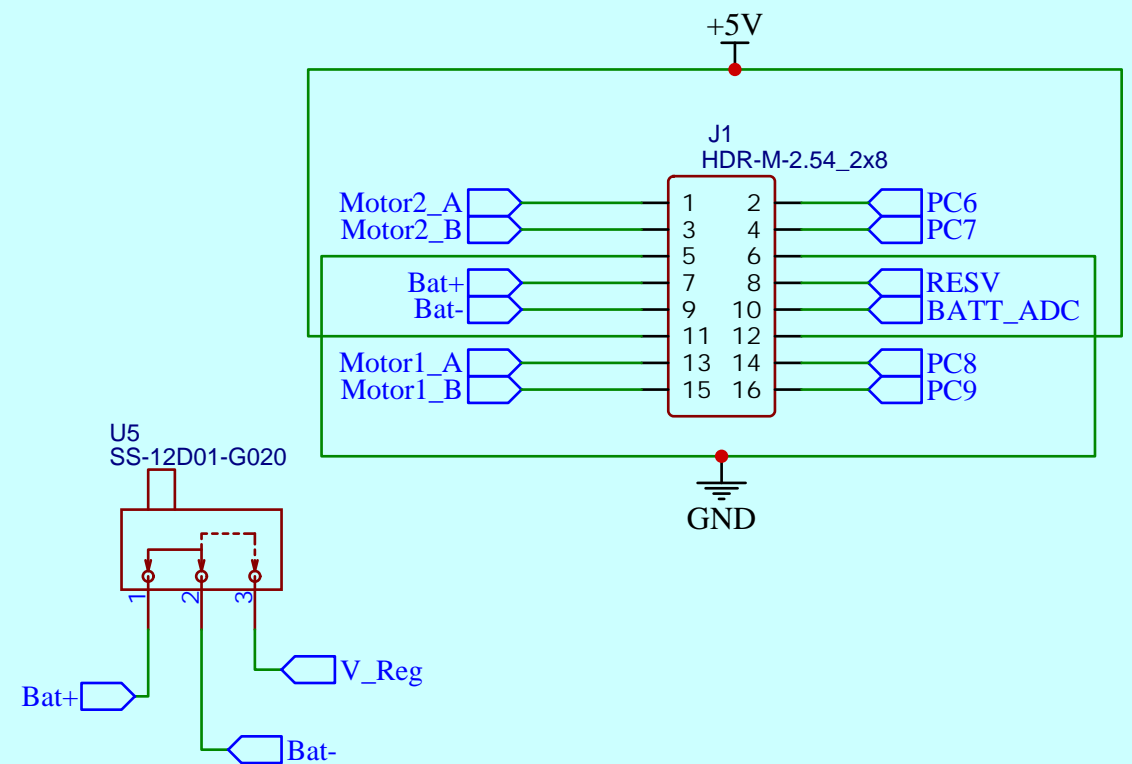 +5V
J1
HDR-M-2.54_2x8
Motor2_A 1 2 PC6
Motor2_B 3 4 PC7
5 6
Bat+ 7 8 RESV
Bat- 9 10 BATT_ADC
11 12
Motor1_A 13 14 PC8
Motor1_B 15 16 PC9
GND
U5
SS-12D01-G020
1 2 3
V_Reg
Bat+
Bat-